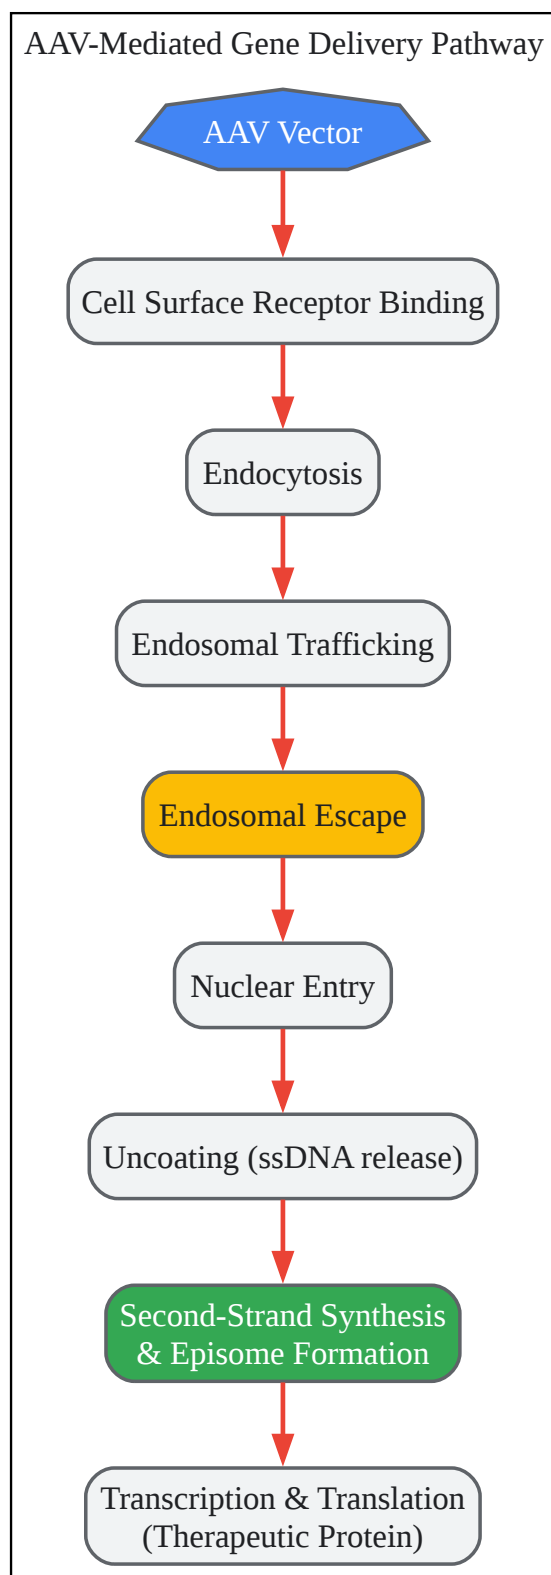 AAV-Mediated Gene Delivery Pathway
AAV Vector
Cell Surface Receptor Binding
Endocytosis
Endosomal Trafficking
Endosomal Escape
Nuclear Entry
Uncoating (ssDNA release)
Second-Strand Synthesis
& Episome Formation
Transcription & Translation
(Therapeutic Protein)